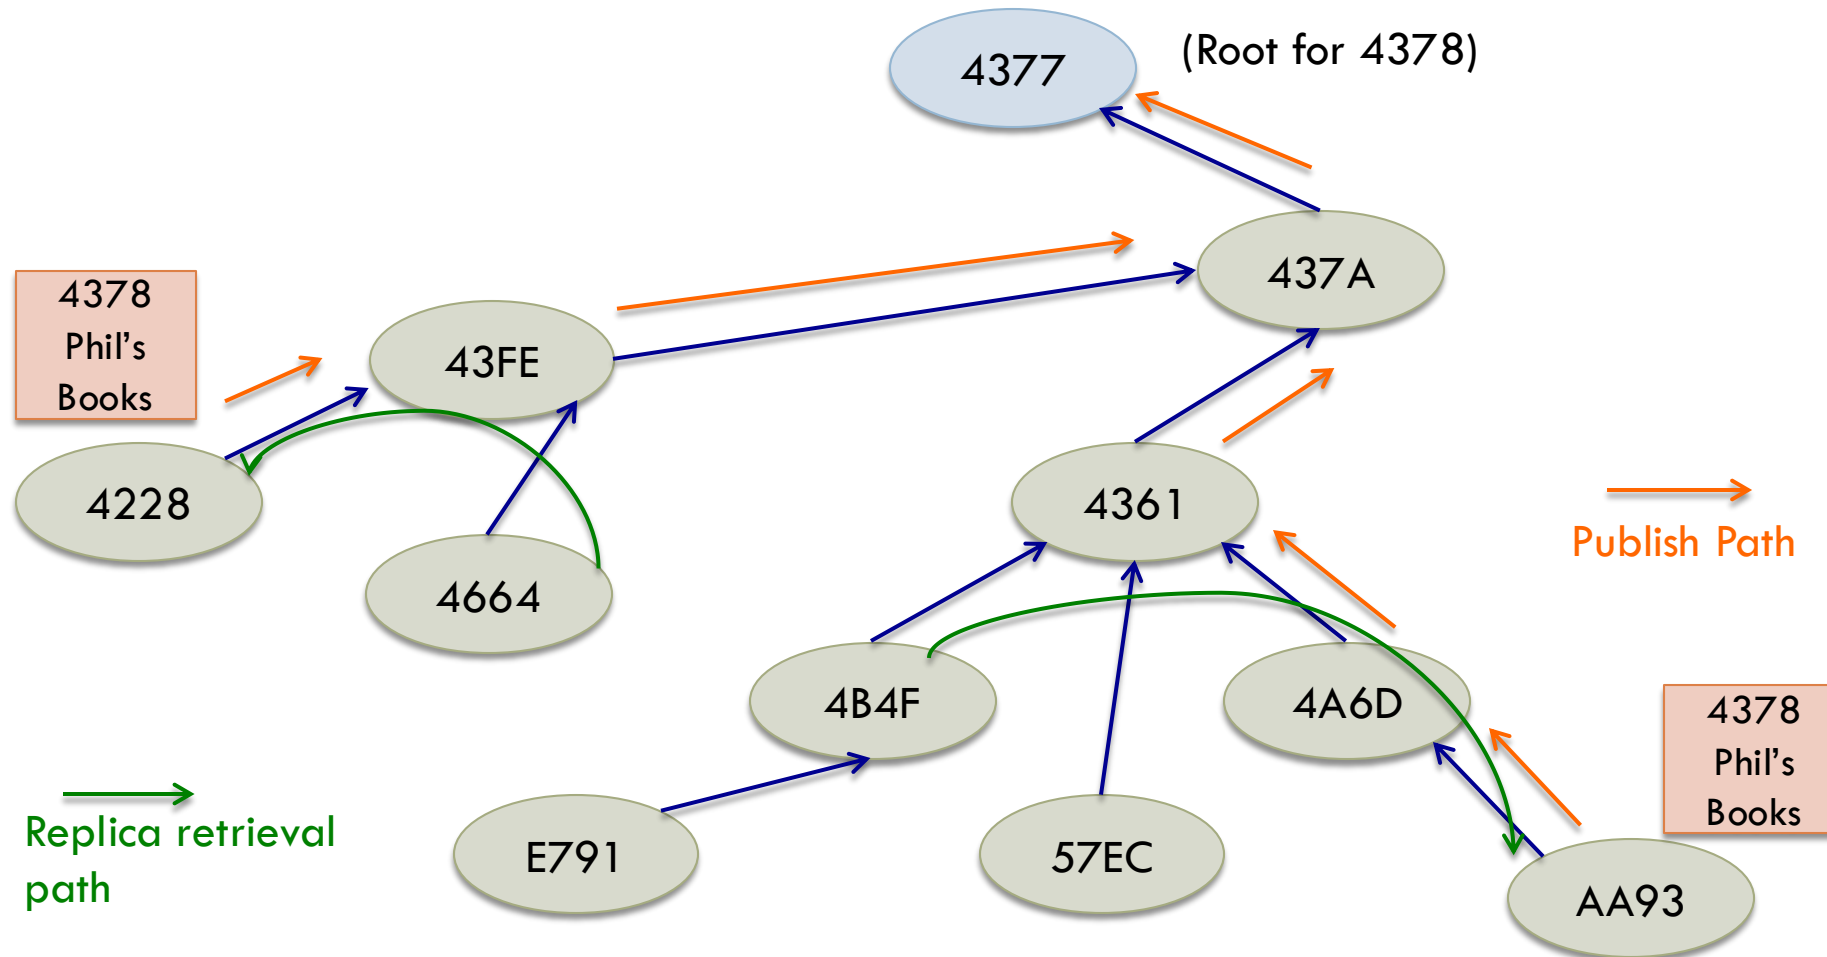 4377
(Root for 4378)
437A
4378
Phil's
Books
43FE
4228
4361
4664
Publish Path
4B4F
4A6D
4378
Phil's
Books
Replica retrieval
path
E791
57EC
AA93